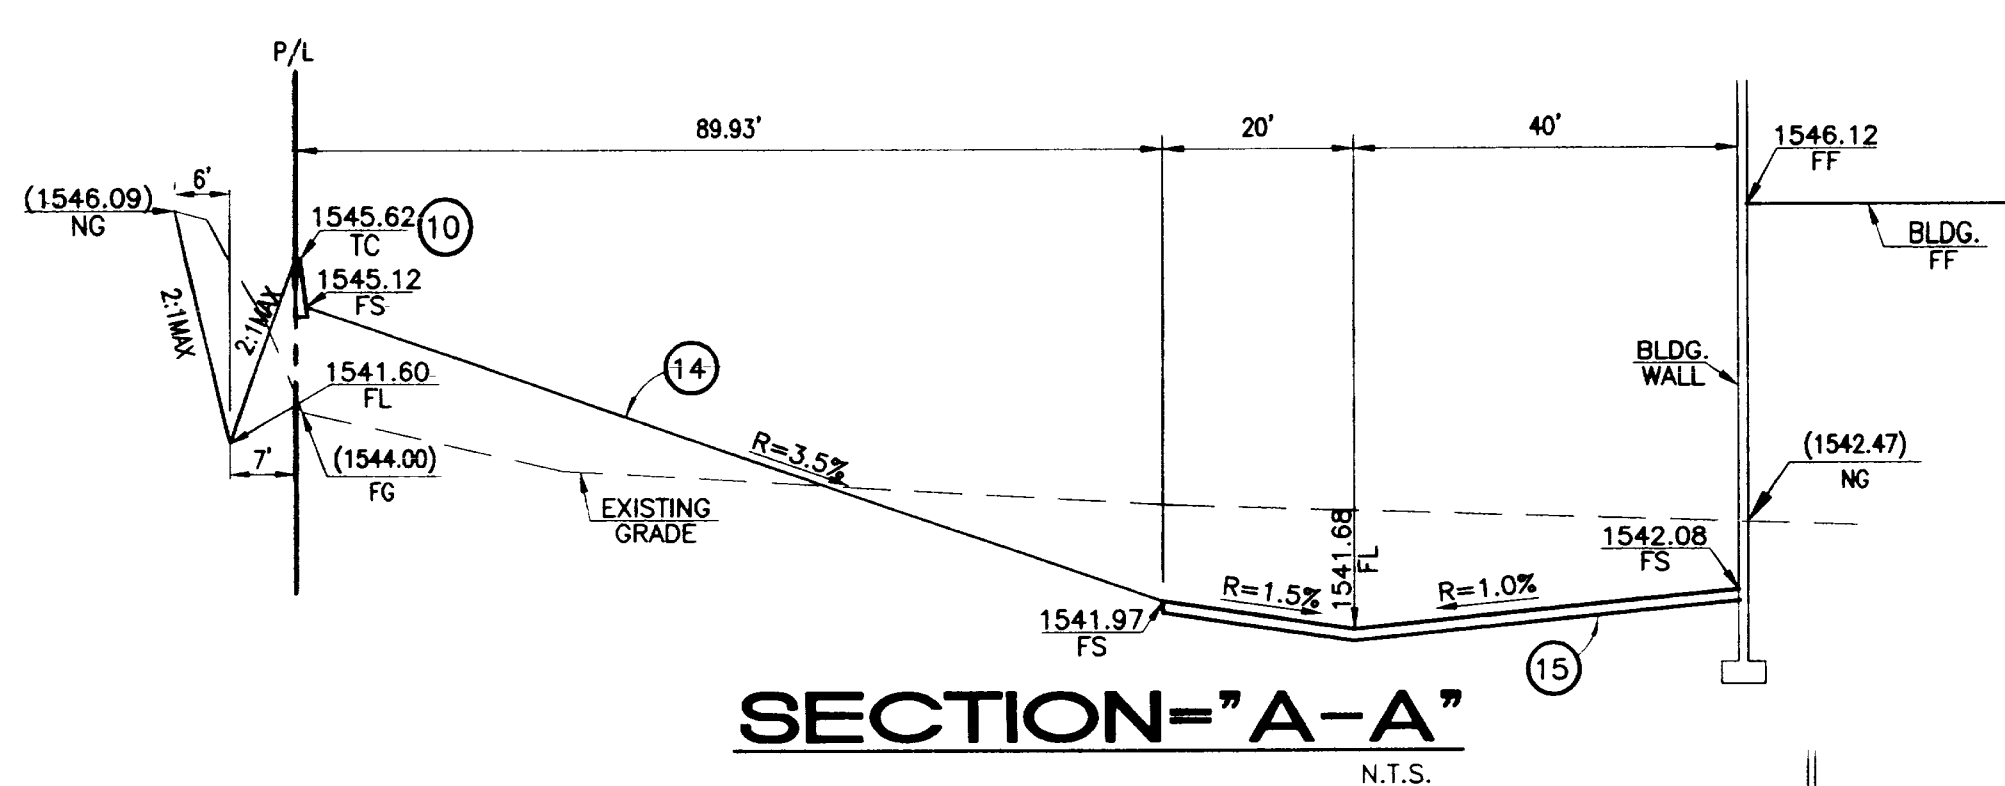 P/L
89.93'
20'
40'
1546.12
FF
6'
(1546.09)
NG
1545.62
TC
10
BLDG.
FF
1545.12
FS
2:1MAX
2:1MAX
14
1541.60
FL
BLDG.
WALL
7'
(1544.00)
FG
R=3.5%
(1542.47)
NG
EXISTING
GRADE
1541.68
FL
1542.08
FS
R=1.5%
R=1.0%
1541.97
FS
15
SECTION="A-A"
N.T.S.